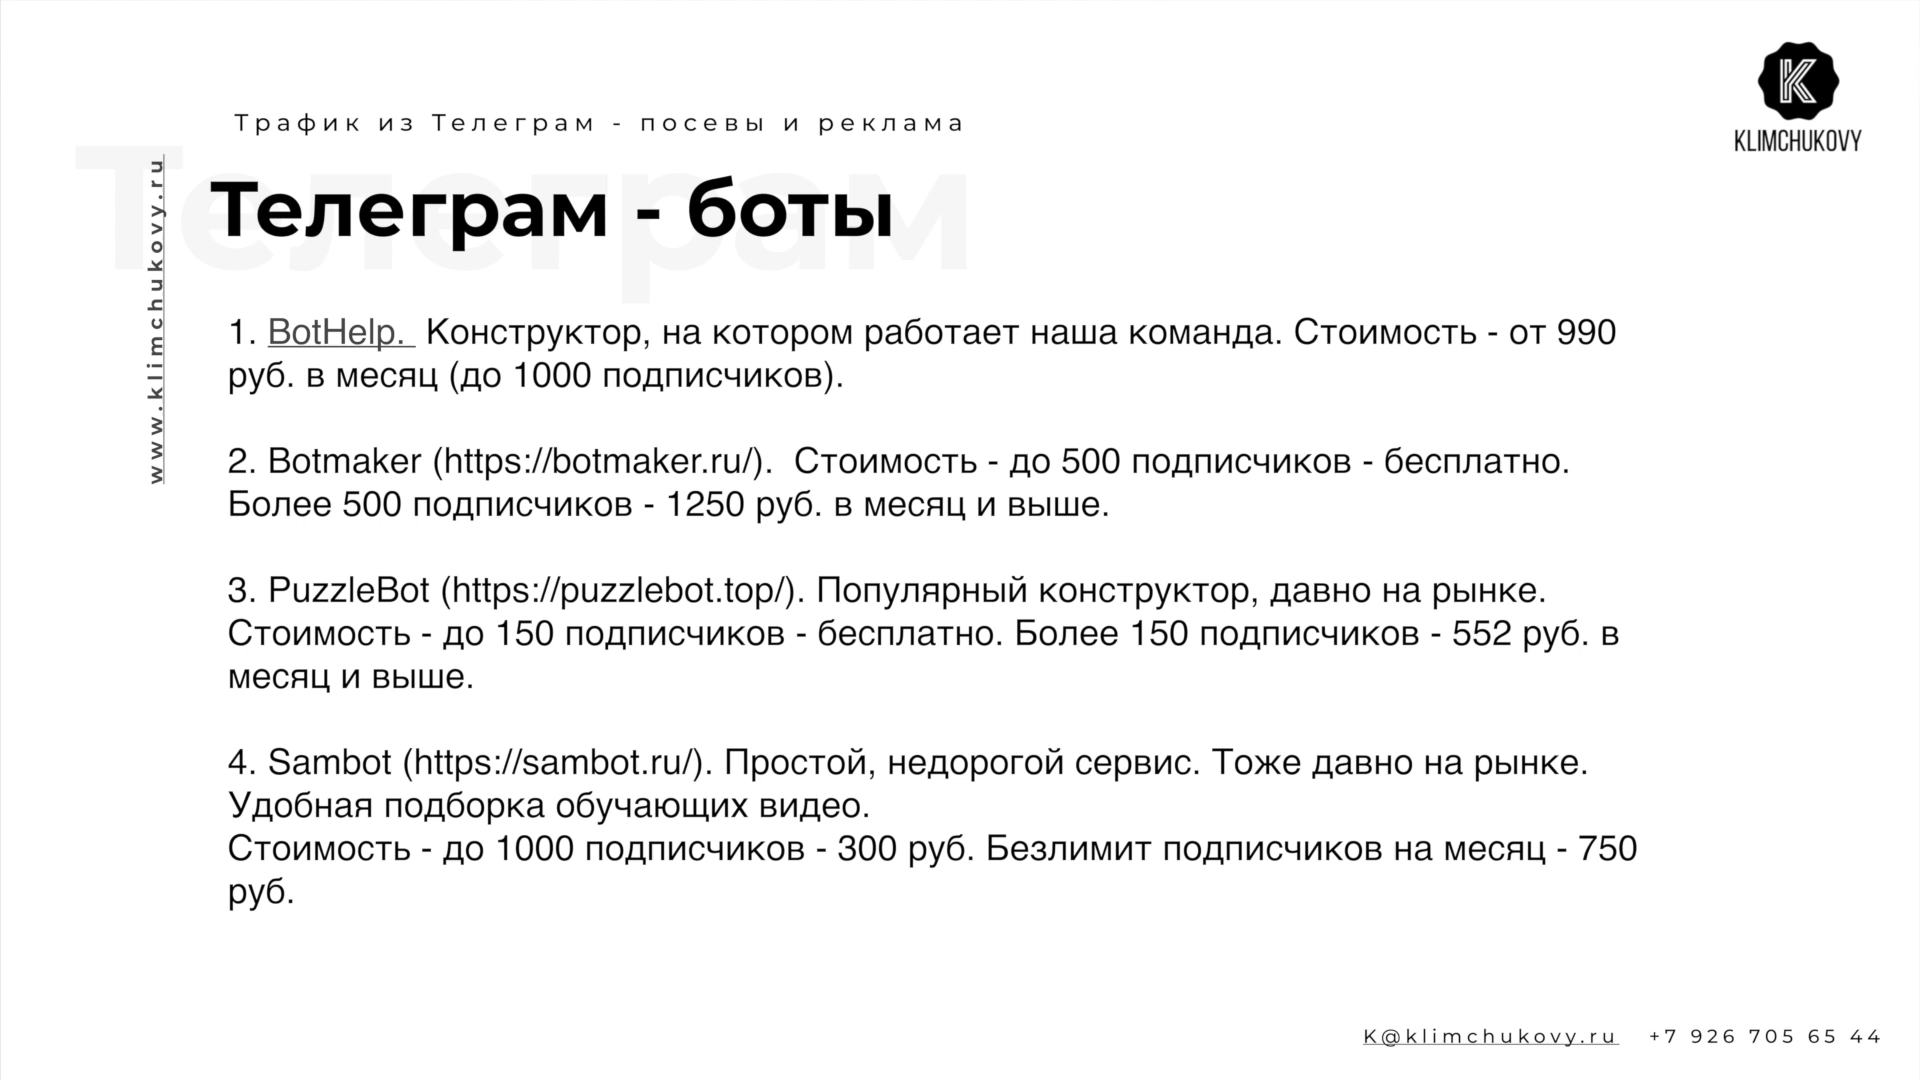 KLIMCHUKOVY
Трафик из Телеграм - посевы и реклама
Телеграм
Телеграм - боты
www.klimchukovy.ru
1. BotHelp.  Конструктор, на котором работает наша команда. Стоимость - от 990
руб. в месяц (до 1000 подписчиков).
2. Botmaker (https://botmaker.ru/).  Стоимость - до 500 подписчиков - бесплатно.
Более 500 подписчиков - 1250 руб. в месяц и выше.
3. PuzzleBot (https://puzzlebot.top/). Популярный конструктор, давно на рынке.
Стоимость - до 150 подписчиков - бесплатно. Более 150 подписчиков - 552 руб. в
месяц и выше.
4. Sambot (https://sambot.ru/). Простой, недорогой сервис. Тоже давно на рынке.
Удобная подборка обучающих видео.
Стоимость - до 1000 подписчиков - 300 руб. Безлимит подписчиков на месяц - 750
руб.
K@klimchukovy.ru +7 926 705 65 44